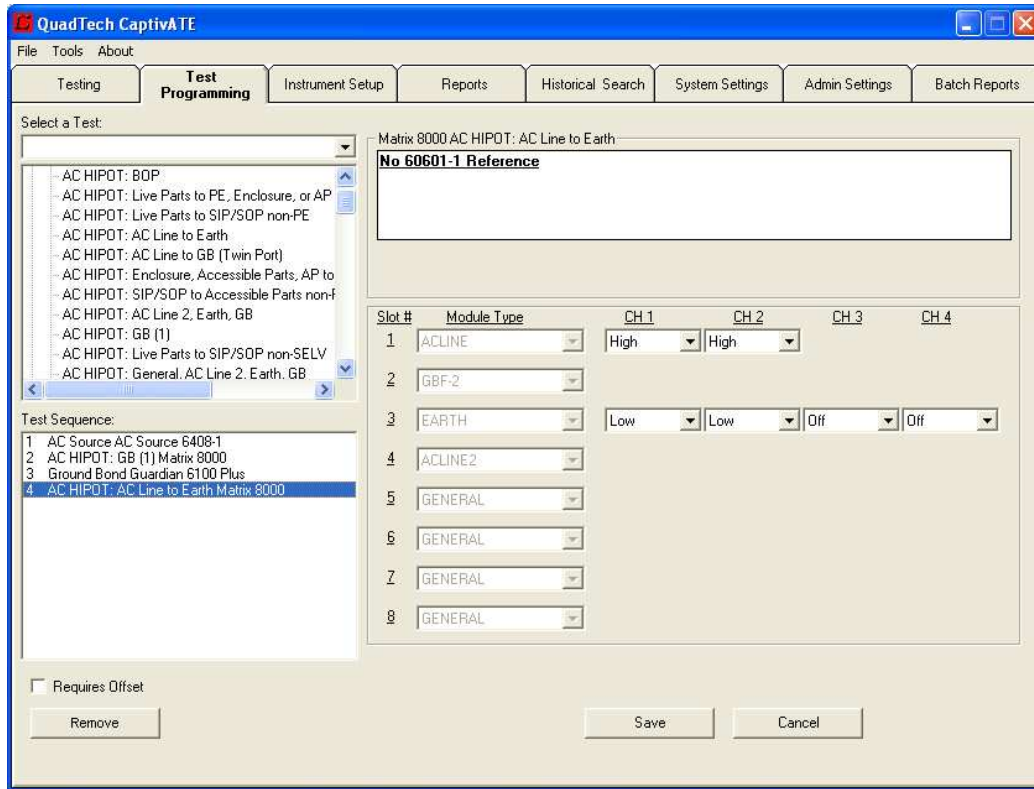 QuadTech CaptivATE
File Tools About
Testing
Test Programming
Instrument Setup
Reports
Historical Search
System Settings
Admin Settings
Batch Reports
Select a Test:
AC HIPOT: BOP
AC HIPOT: Live Parts to PE, Enclosure, or AP
AC HIPOT: Live Parts to SIP/SOP non-PE
AC HIPOT: AC Line to Earth
AC HIPOT: AC Line to GB (Twin Port)
AC HIPOT: Enclosure, Accessible Parts, AP to
AC HIPOT: SIP/SOP to Accessible Parts non-
AC HIPOT: AC Line 2, Earth, GB
AC HIPOT: GB (1)
AC HIPOT: Live Parts to SIP/SOP non-SELV
AC HIPOT: General. AC Line 2. Earth. GB
Test Sequence:
1 AC Source AC Source 6408-1
2 AC HIPOT: GB (1) Matrix 8000
3 Ground Bond Guardian 6100 Plus
4 AC HIPOT: AC Line to Earth Matrix 8000
Requires Offset
Remove
Matrix 8000 AC HIPOT: AC Line to Earth
No 60601-1 Reference
Slot # Module Type CH 1 CH 2 CH 3 CH 4
1 ACLINE High High
2 GBF-2
3 EARTH Low Low Off Off
4 ACLINE2
5 GENERAL
6 GENERAL
7 GENERAL
8 GENERAL
Save Cancel